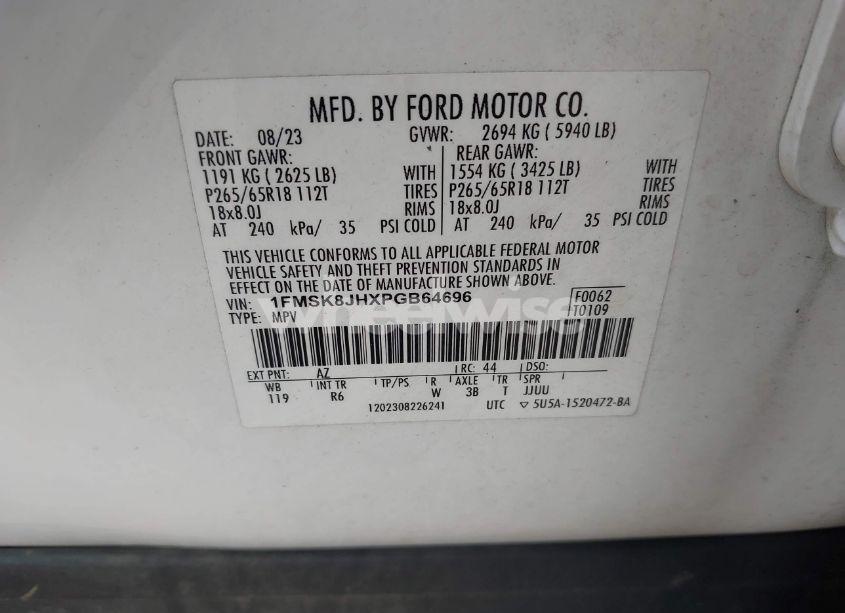 MFD. BY FORD MOTOR CO.
DATE: 08/23 GVWR: 2694 KG ( 5940 LB)
FRONT GAWR: REAR GAWR:
1191 KG ( 2625 LB) WITH 1554 KG ( 3425 LB) WITH
P265/65R18 112T TIRES P265/65R18 112T TIRES
18x8.0J RIMS 18x8.0J RIMS
AT 240 kPa/ 35 PSI COLD AT 240 kPa/ 35 PSI COLD
THIS VEHICLE CONFORMS TO ALL APPLICABLE FEDERAL MOTOR
VEHICLE SAFETY AND THEFT PREVENTION STANDARDS IN
EFFECT ON THE DATE OF MANUFACTURE SHOWN ABOVE.
VIN: 1FMSK8JHXPGB64696 F0062
TYPE: MPV T0109
wheelwise
EXT PNT: AZ RC: 44 DSO:
WB INT TR TP/PS R AXLE TR SPR
119 R6 W 3B T JJUU
1202308226241 UTC ▽ 5U5A-1520472-BA